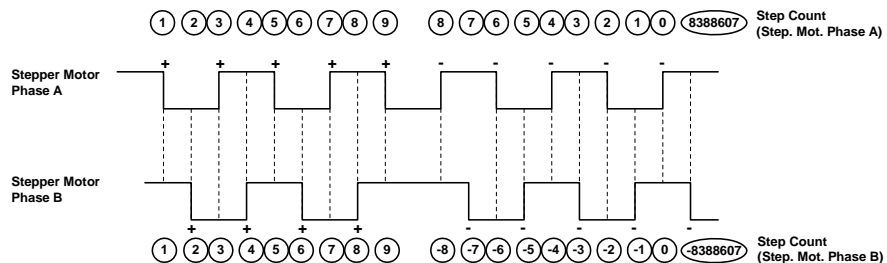 1 2 3 4 5 6 7 8 9 8 7 6 5 4 3 2 1 0 8388607 Step Count
(Step. Mot. Phase A)
+ + + + + - - - - -
Stepper Motor
Phase A
Stepper Motor
Phase B
+ + + + - - - - -
1 2 3 4 5 6 7 8 9 -8 -7 -6 -5 -4 -3 -2 -1 0 -8388607 Step Count
(Step. Mot. Phase B)